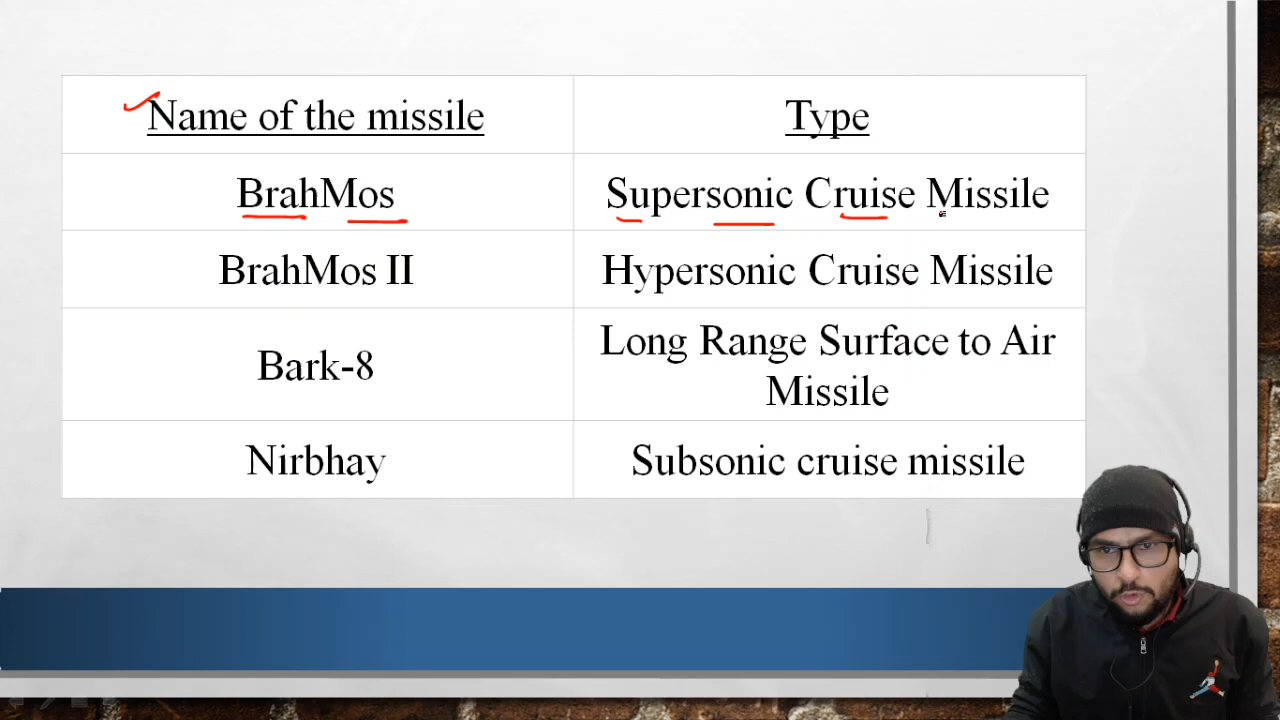 Name of the missile
Type
BrahMos
Supersonic Cruise Missile
BrahMos II
Hypersonic Cruise Missile
Bark-8
Long Range Surface to Air
Missile
Nirbhay
Subsonic cruise missile